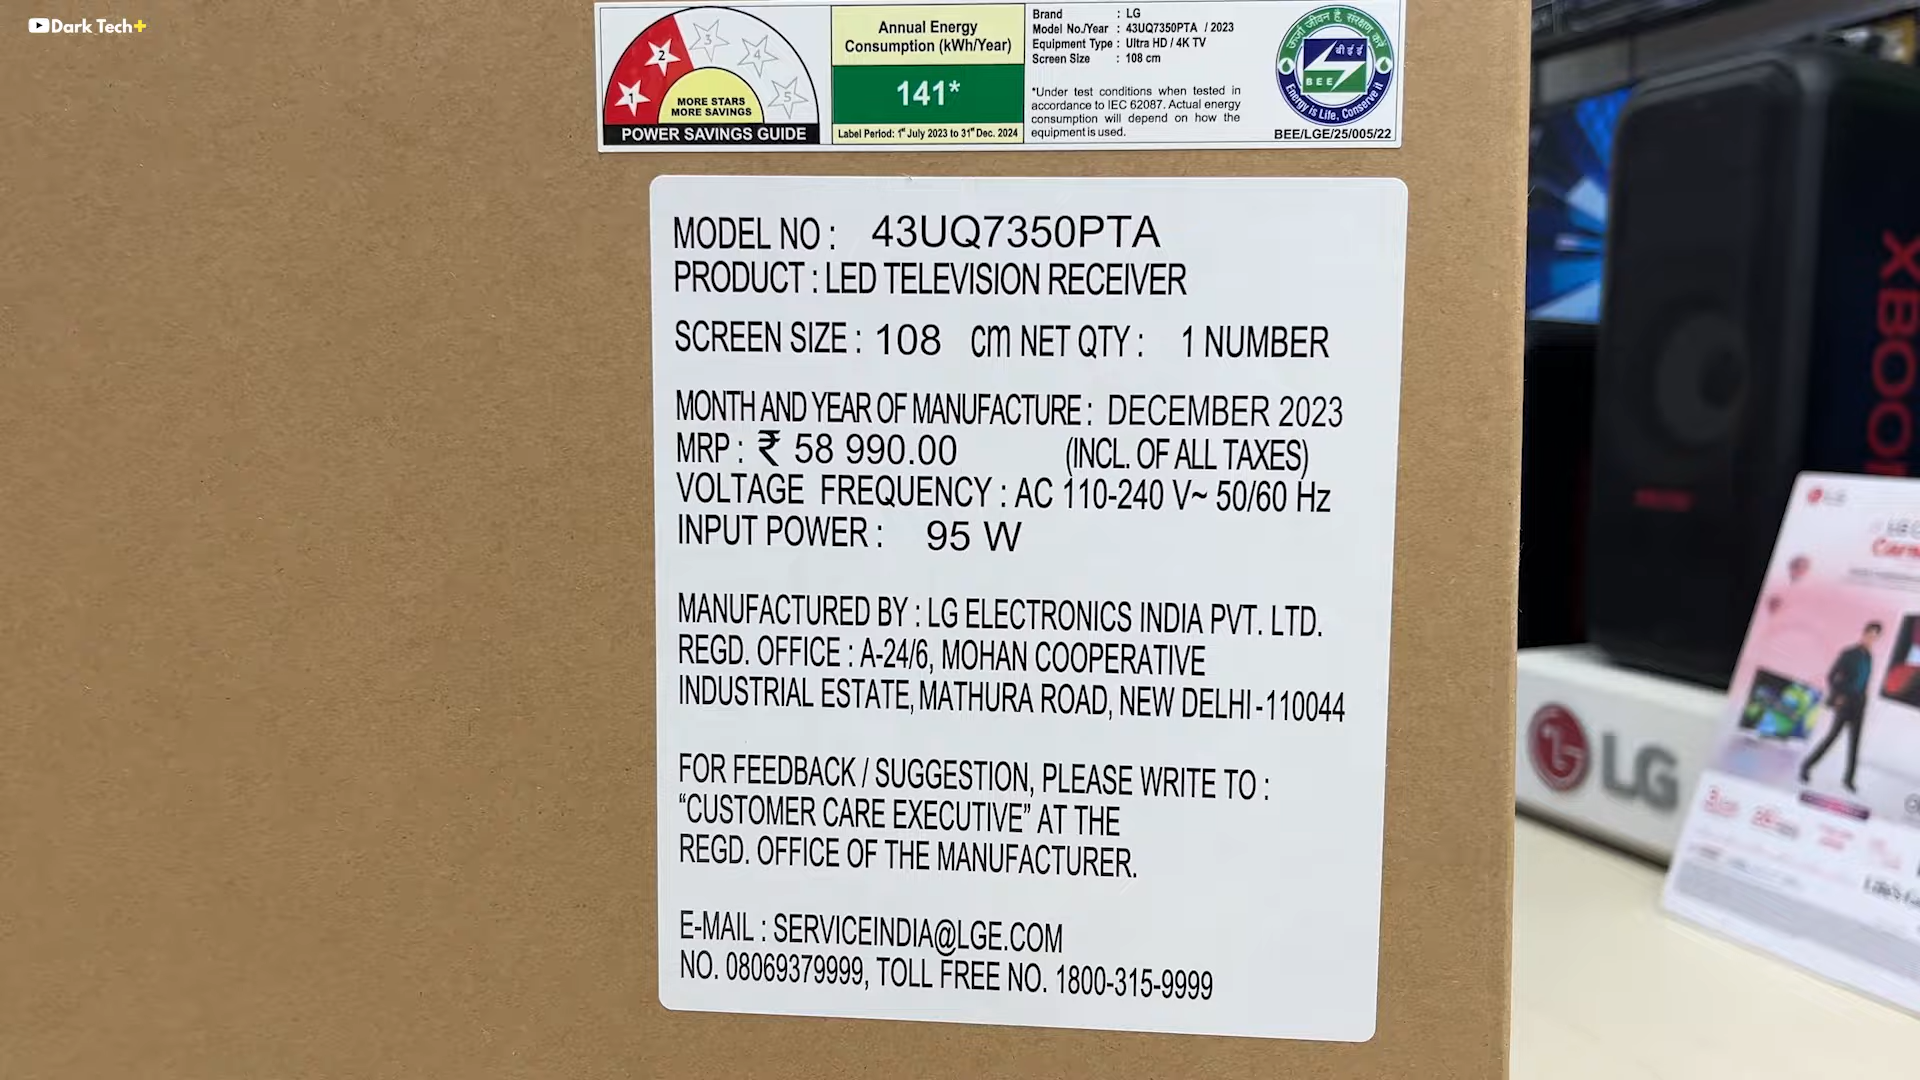 Dark Tech+
1
2
3
4
5
MORE STARS
MORE SAVINGS
POWER SAVINGS GUIDE
Annual Energy
Consumption (kWh/Year)
141*
Label Period: 1st July 2023 to 31st Dec. 2024
Brand : LG
Model No./Year : 43UQ7350PTA / 2023
Equipment Type : Ultra HD / 4K TV
Screen Size : 108 cm
*Under test conditions when tested in
accordance to IEC 62087. Actual energy
consumption will depend on how the
equipment is used.
ऊर्जा जीवन है, संरक्षण करें
बी ई ई
BEE
Energy is Life, Conserve it
BEE/LGE/25/005/22
MODEL NO : 43UQ7350PTA
PRODUCT : LED TELEVISION RECEIVER
SCREEN SIZE : 108 cm NET QTY : 1 NUMBER
MONTH AND YEAR OF MANUFACTURE : DECEMBER 2023
MRP : ₹ 58 990.00 (INCL. OF ALL TAXES)
VOLTAGE FREQUENCY : AC 110-240 V~ 50/60 Hz
INPUT POWER : 95 W
MANUFACTURED BY : LG ELECTRONICS INDIA PVT. LTD.
REGD. OFFICE : A-24/6, MOHAN COOPERATIVE
INDUSTRIAL ESTATE, MATHURA ROAD, NEW DELHI-110044
FOR FEEDBACK / SUGGESTION, PLEASE WRITE TO :
“CUSTOMER CARE EXECUTIVE” AT THE
REGD. OFFICE OF THE MANUFACTURER.
E-MAIL : SERVICEINDIA@LGE.COM
NO. 08069379999, TOLL FREE NO. 1800-315-9999
XBOO
LG
LG